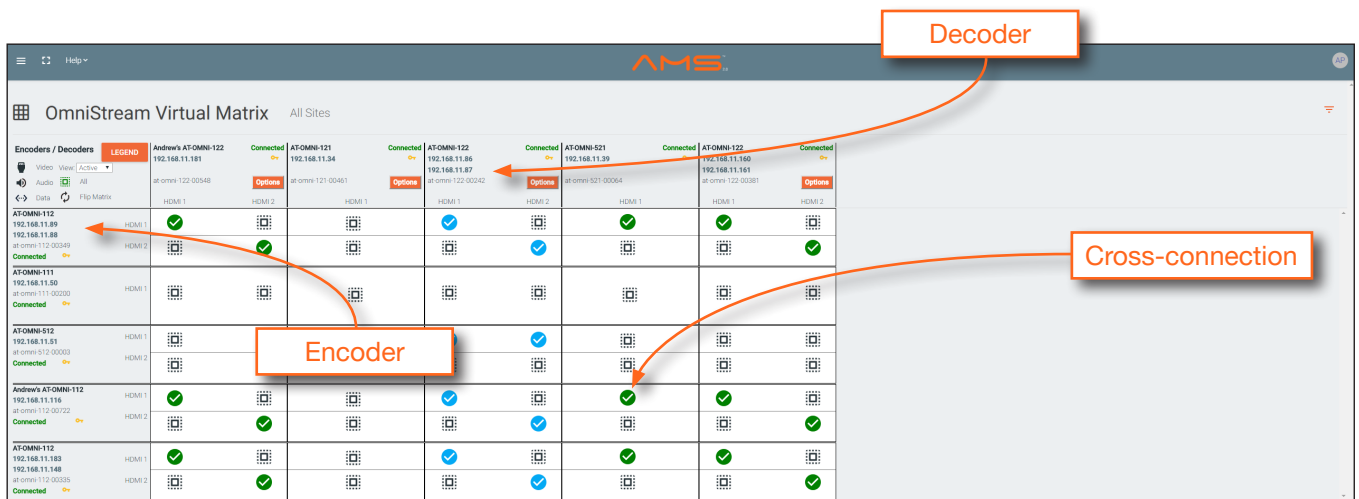 Decoder
Help
AMS
AP
OmniStream Virtual Matrix All Sites
Encoders / Decoders LEGEND
Video View: Active
Audio All
Data Flip Matrix
Andrew's AT-OMNI-122 Connected
192.168.11.181
at-omni-122-00548 Options
HDMI 1 HDMI 2
AT-OMNI-121 Connected
192.168.11.34
at-omni-121-00461 Options
HDMI 1
AT-OMNI-122 Connected
192.168.11.86
192.168.11.87
at-omni-122-00242 Options
HDMI 1 HDMI 2
AT-OMNI-521 Connected
192.168.11.39
at-omni-521-00064
HDMI 1
AT-OMNI-122 Connected
192.168.11.160
192.168.11.161
at-omni-122-00381 Options
HDMI 1 HDMI 2
AT-OMNI-112
192.168.11.89 HDMI 1
192.168.11.88
at-omni-112-00349 HDMI 2
Connected
Cross-connection
AT-OMNI-111
192.168.11.50 HDMI 1
at-omni-111-00200
Connected
AT-OMNI-512
192.168.11.51 HDMI 1
at-omni-512-00003
Connected HDMI 2
Encoder
Andrew's AT-OMNI-112
192.168.11.116 HDMI 1
at-omni-112-00722
Connected HDMI 2
AT-OMNI-112
192.168.11.183 HDMI 1
192.168.11.148
at-omni-112-00335 HDMI 2
Connected